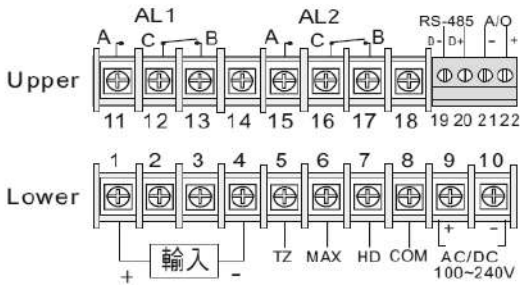 AL1 AL2 RS-485 A/O
A C B A C B D- D+ - +
Upper
11 12 13 14 15 16 17 18 19 20 21 22
1 2 3 4 5 6 7 8 9 10
Lower
+ 輸入 - TZ MAX HD COM + -
AC/DC
100~240V